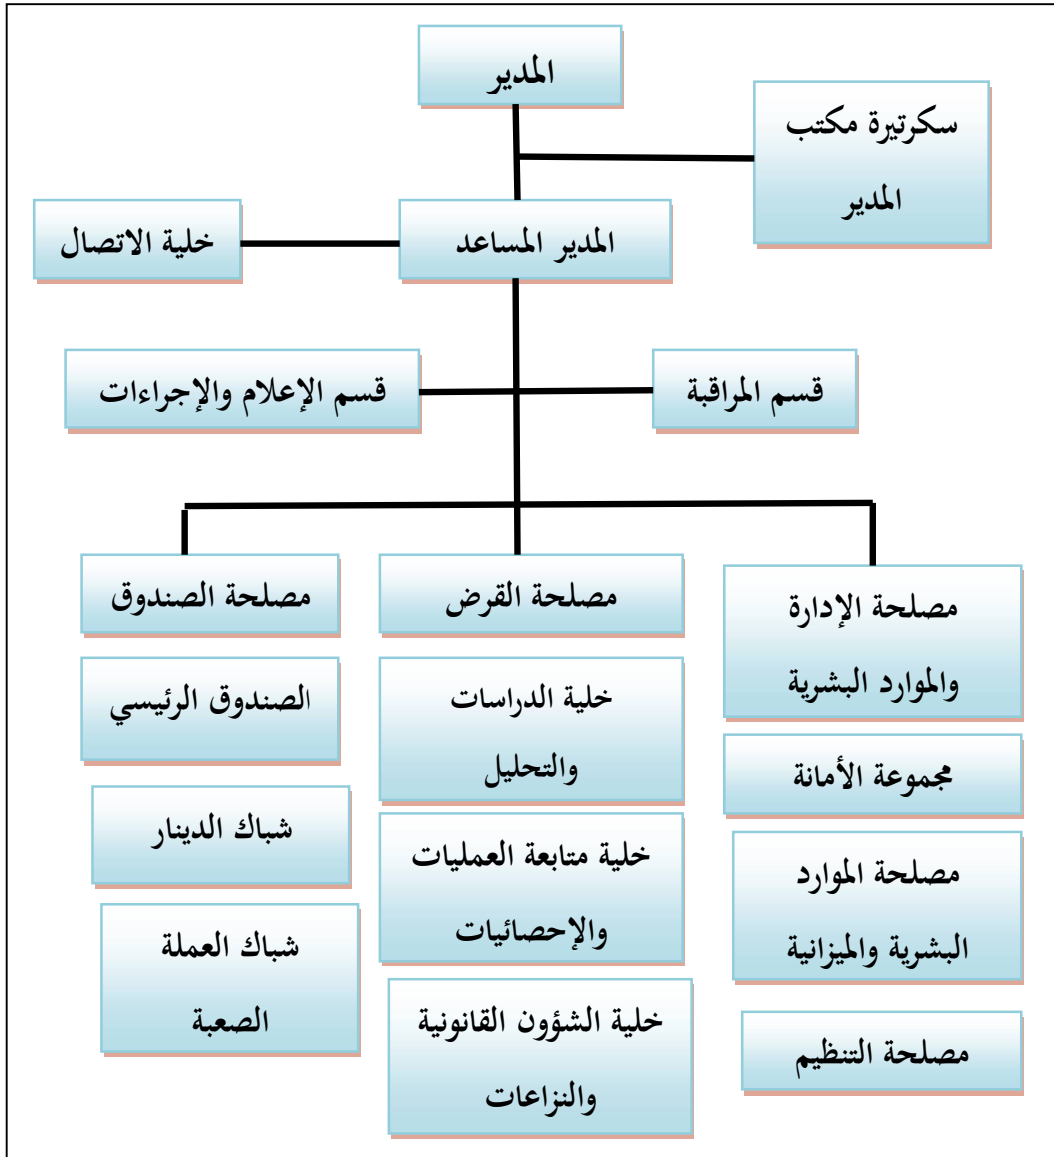 المدير
سكرتيرة مكتب
المدير
المدير المساعد
خلية الاتصال
قسم المراقبة
قسم الإعلام والإجراءات
مصلحة الإدارة
والموارد البشرية
مجموعة الأمانة
مصلحة الموارد
البشرية والميزانية
مصلحة التنظيم
مصلحة القرض
خلية الدراسات
والتحليل
خلية متابعة العمليات
والإحصائيات
خلية الشؤون القانونية
والنزاعات
مصلحة الصندوق
الصندوق الرئيسي
شباك الدينار
شباك العملة
الصعبة